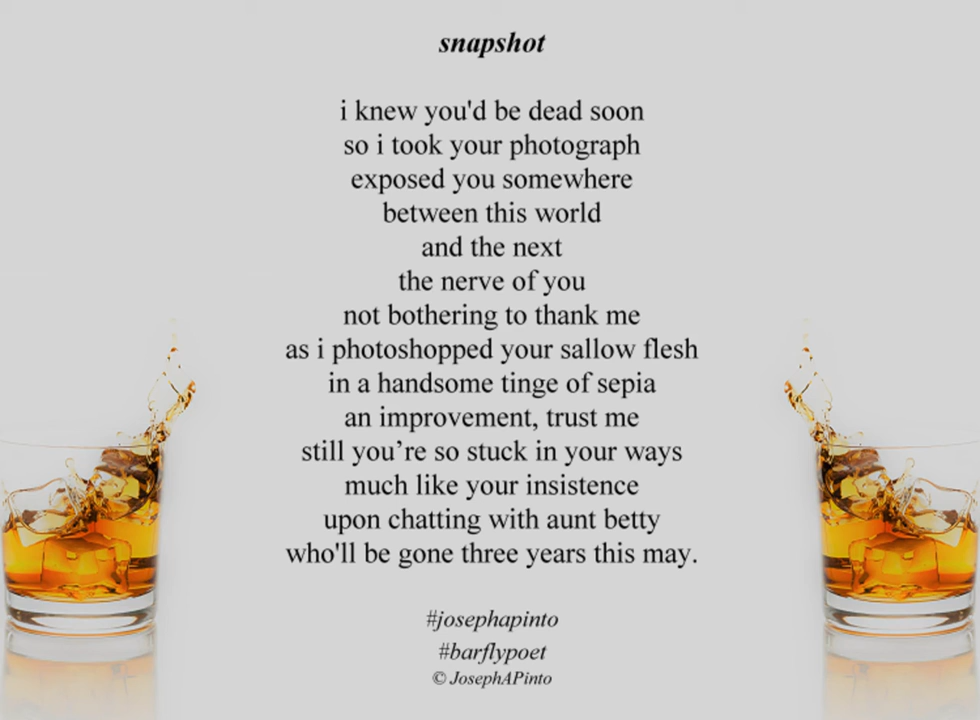 snapshot
i knew you'd be dead soon
so i took your photograph
exposed you somewhere
between this world
and the next
the nerve of you
not bothering to thank me
as i photoshopped your sallow flesh
in a handsome tinge of sepia
an improvement, trust me
still you’re so stuck in your ways
much like your insistence
upon chatting with aunt betty
who'll be gone three years this may.
#josephapinto
#barflypoet
© JosephAPinto